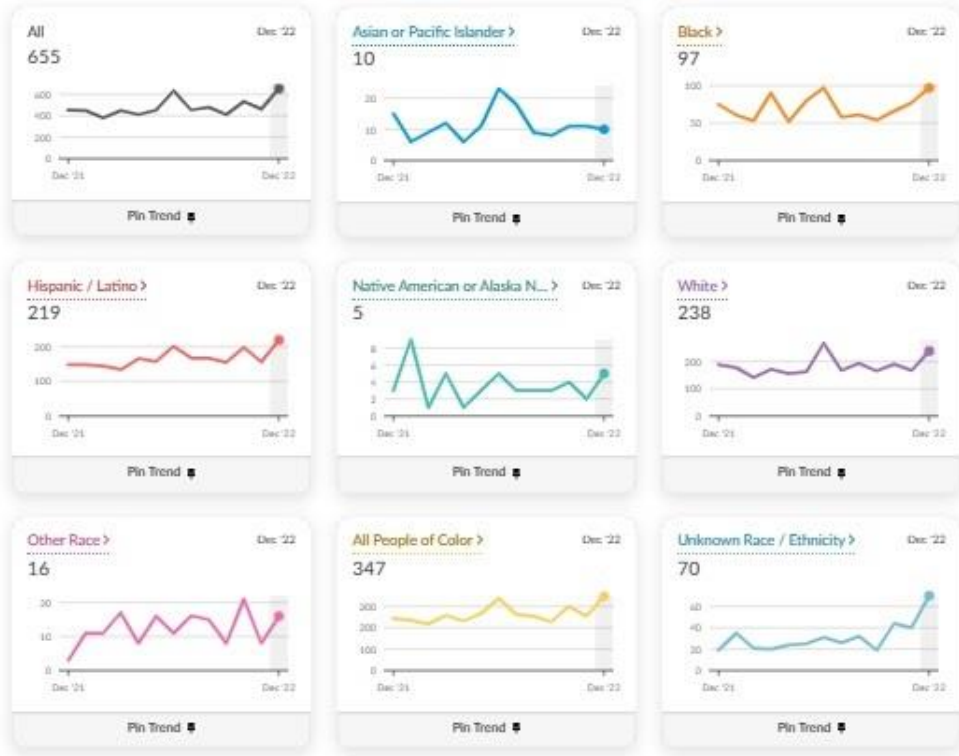 All Dec '22
655
600
400
200
0
Dec '21 Dec '22
Pin Trend
Asian or Pacific Islander > Dec '22
10
20
10
0
Dec '21 Dec '22
Pin Trend
Black > Dec '22
97
100
50
0
Dec '21 Dec '22
Pin Trend
Hispanic / Latino > Dec '22
219
200
100
0
Dec '21 Dec '22
Pin Trend
Native American or Alaska N... > Dec '22
5
8
6
4
2
0
Dec '21 Dec '22
Pin Trend
White > Dec '22
238
200
100
0
Dec '21 Dec '22
Pin Trend
Other Race > Dec '22
16
20
10
0
Dec '21 Dec '22
Pin Trend
All People of Color > Dec '22
347
300
200
100
0
Dec '21 Dec '22
Pin Trend
Unknown Race / Ethnicity > Dec '22
70
60
40
20
0
Dec '21 Dec '22
Pin Trend